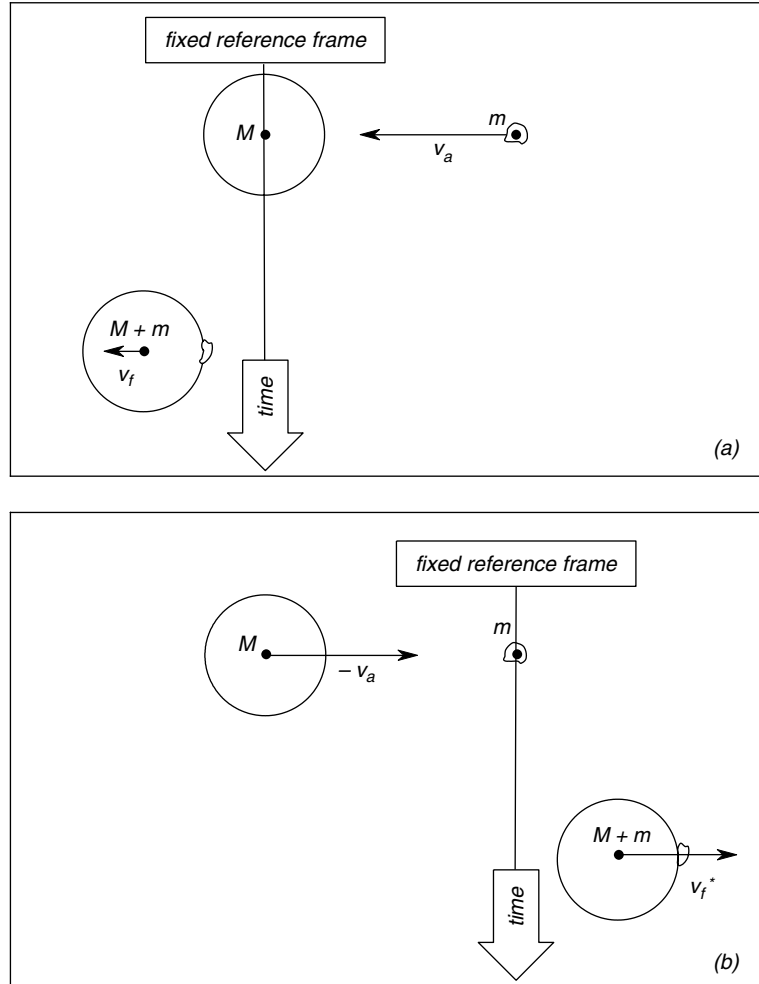 fixed reference frame
M
m
v_a
M + m
v_f
time
(a)
fixed reference frame
m
M
– v_a
M + m
v_f*
time
(b)